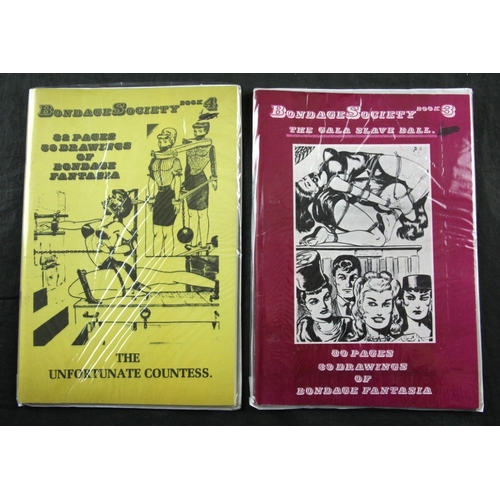 BONDAGE SOCIETY BOOK 4
82 PAGES
60 DRAWINGS
OF
BONDAGE
FANTASIA
THE
UNFORTUNATE COUNTESS.
BONDAGE SOCIETY BOOK 3
THE GALA SLAVE BALL.
80 PAGES
60 DRAWINGS
OF
BONDAGE FANTASIA